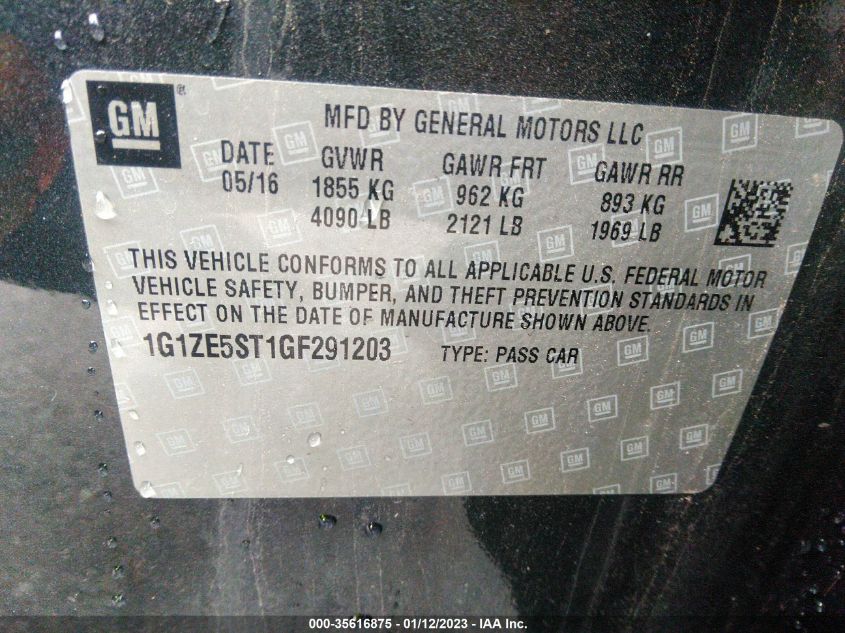 GM ®
MFD BY GENERAL MOTORS LLC
DATE GVWR GAWR FRT GAWR RR
05/16 1855 KG 962 KG 893 KG
4090 LB 2121 LB 1969 LB
THIS VEHICLE CONFORMS TO ALL APPLICABLE U.S. FEDERAL MOTOR
VEHICLE SAFETY, BUMPER, AND THEFT PREVENTION STANDARDS IN
EFFECT ON THE DATE OF MANUFACTURE SHOWN ABOVE.
1G1ZE5ST1GF291203 TYPE: PASS CAR
000-35616875 - 01/12/2023 - IAA Inc.